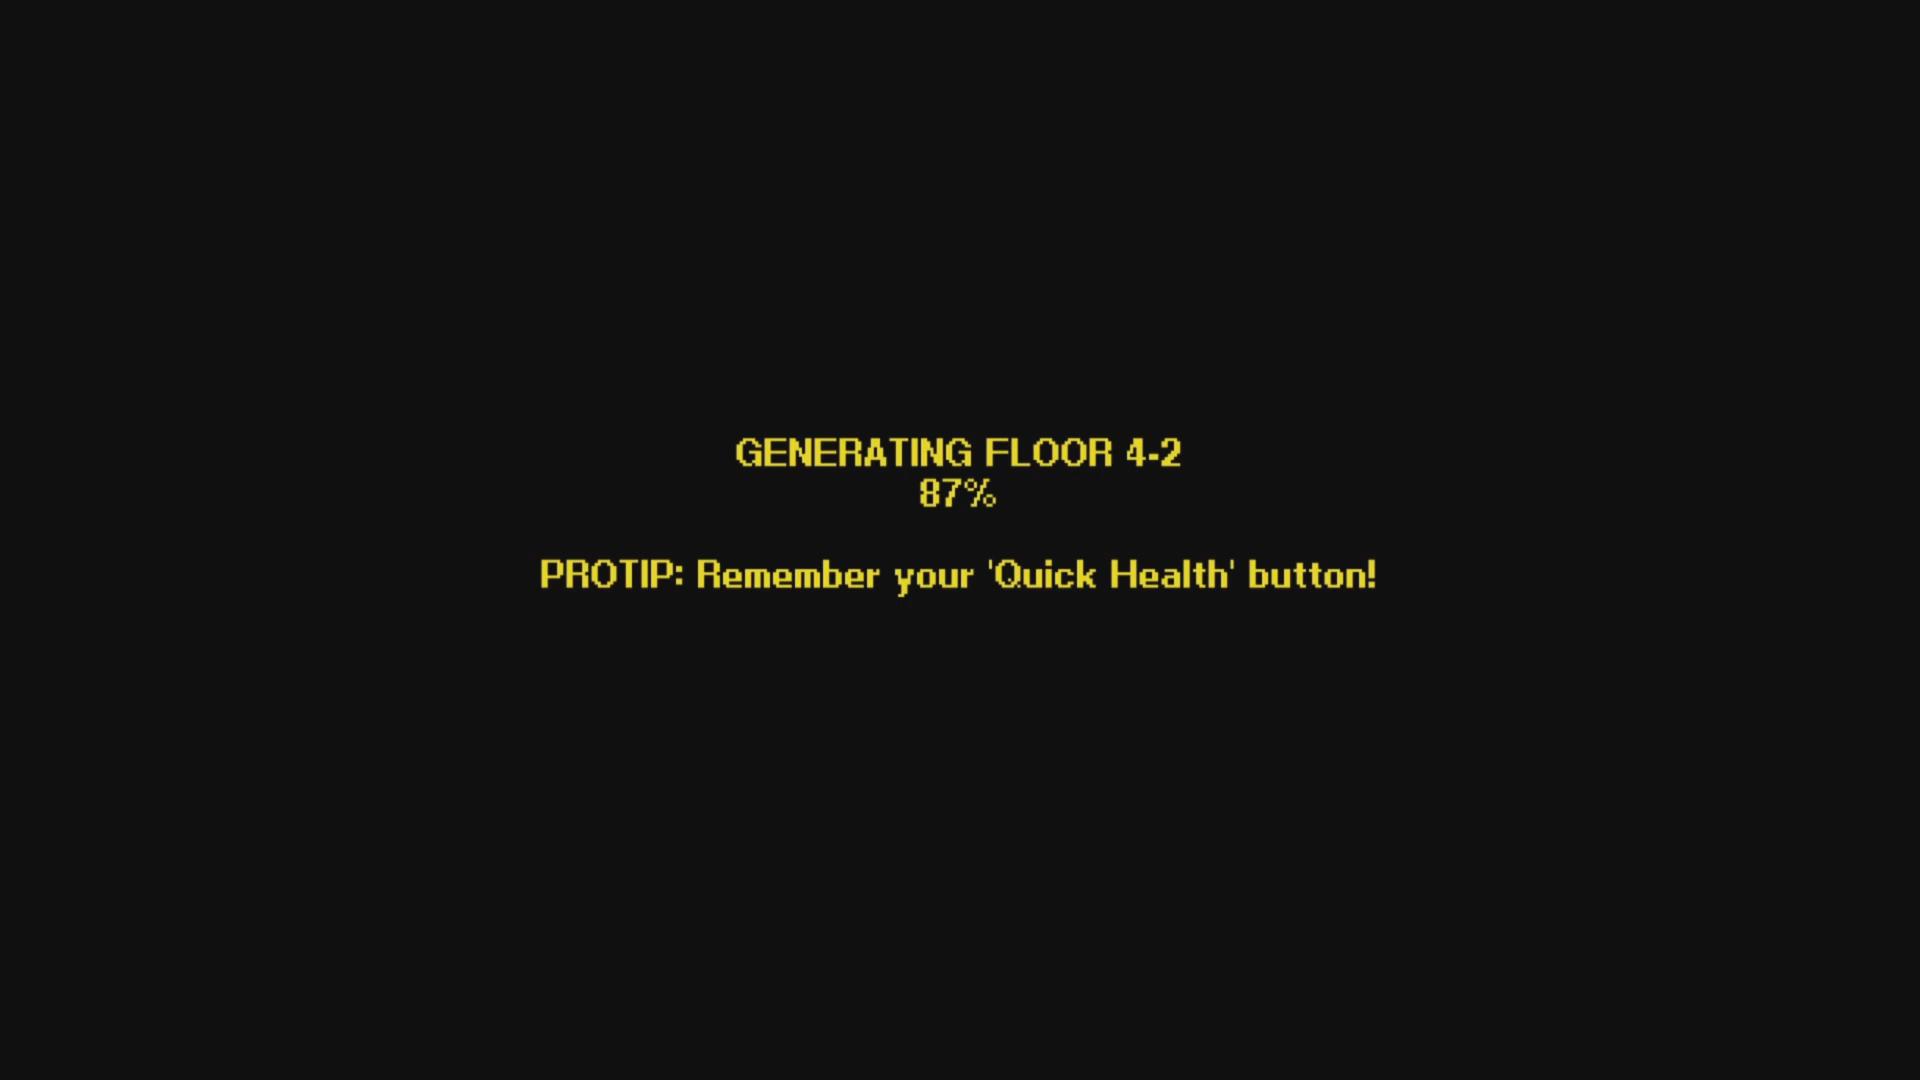 GENERATING FLOOR 4-2
87%
PROTIP: Remember your 'Quick Health' button!